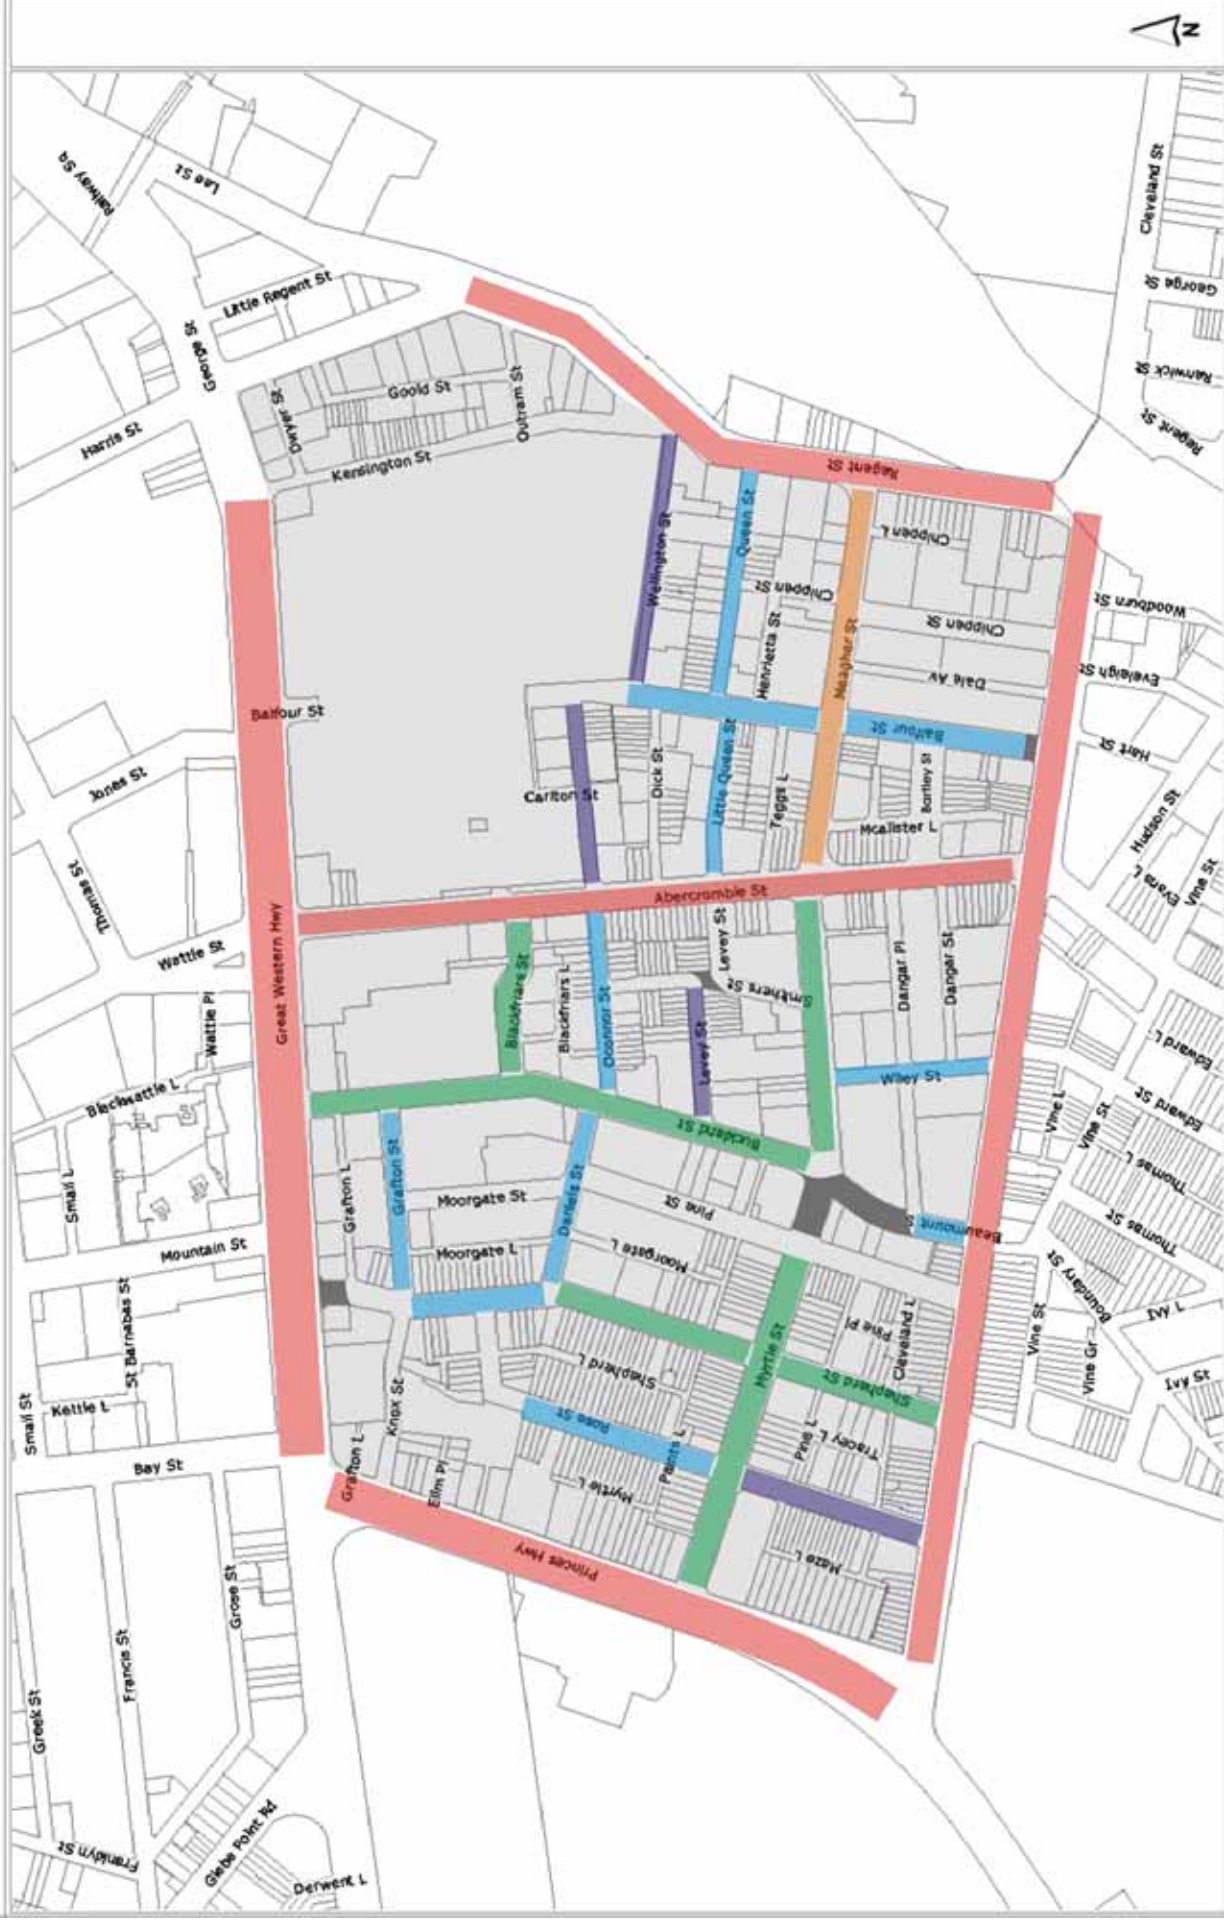 N
Railway Sq
Lee St
Cleveland St
Little Regent St
George St
George St
Renwick St
Regent St
Harris St
Dwyer St
Goold St
Outram St
Kensington St
Regent St
Queen St
Wellington St
Chippen L
Chippen St
Chippen St
Woodburn St
Henrietta St
Meagher St
Dale Av
Eveleigh St
Balfour St
Balfour St
Little Queen St
Hart St
Jones St
Dick St
Carlton St
Teggs L
Bartley St
Mcalister L
Hudson St
Evans L
Vine St
Thomas St
Abercrombie St
Wattle St
Great Western Hwy
Wattle Pl
Blackfriars St
Blackfriars L
Oconnor St
Levey St
Smithers St
Dangar Pl
Dangar St
Levey St
Wiley St
Edward L
Edward St
Blackwattle L
Vine L
Vine St
Thomas L
Thomas St
Buckland St
Small L
Grafton L
Grafton St
Moorgate St
Daniels St
Pine St
Beaumount S
Mountain St
Moorgate L
Moorgate L
Boundary St
Ivy L
St Barnabas St
Vine St
Vine Gr
Ivy St
Pine Pl
Cleveland L
Myrtle St
Shepherd L
Shepherd St
Small St
Kettle L
Knox St
Rose St
Paints L
Pine L
Tracey L
Bay St
Grafton L
Elim Pl
Myrtle L
Maze L
Princes Hwy
Grose St
Francis St
Greek St
Franklyn St
Glebe Point Rd
Derwent L